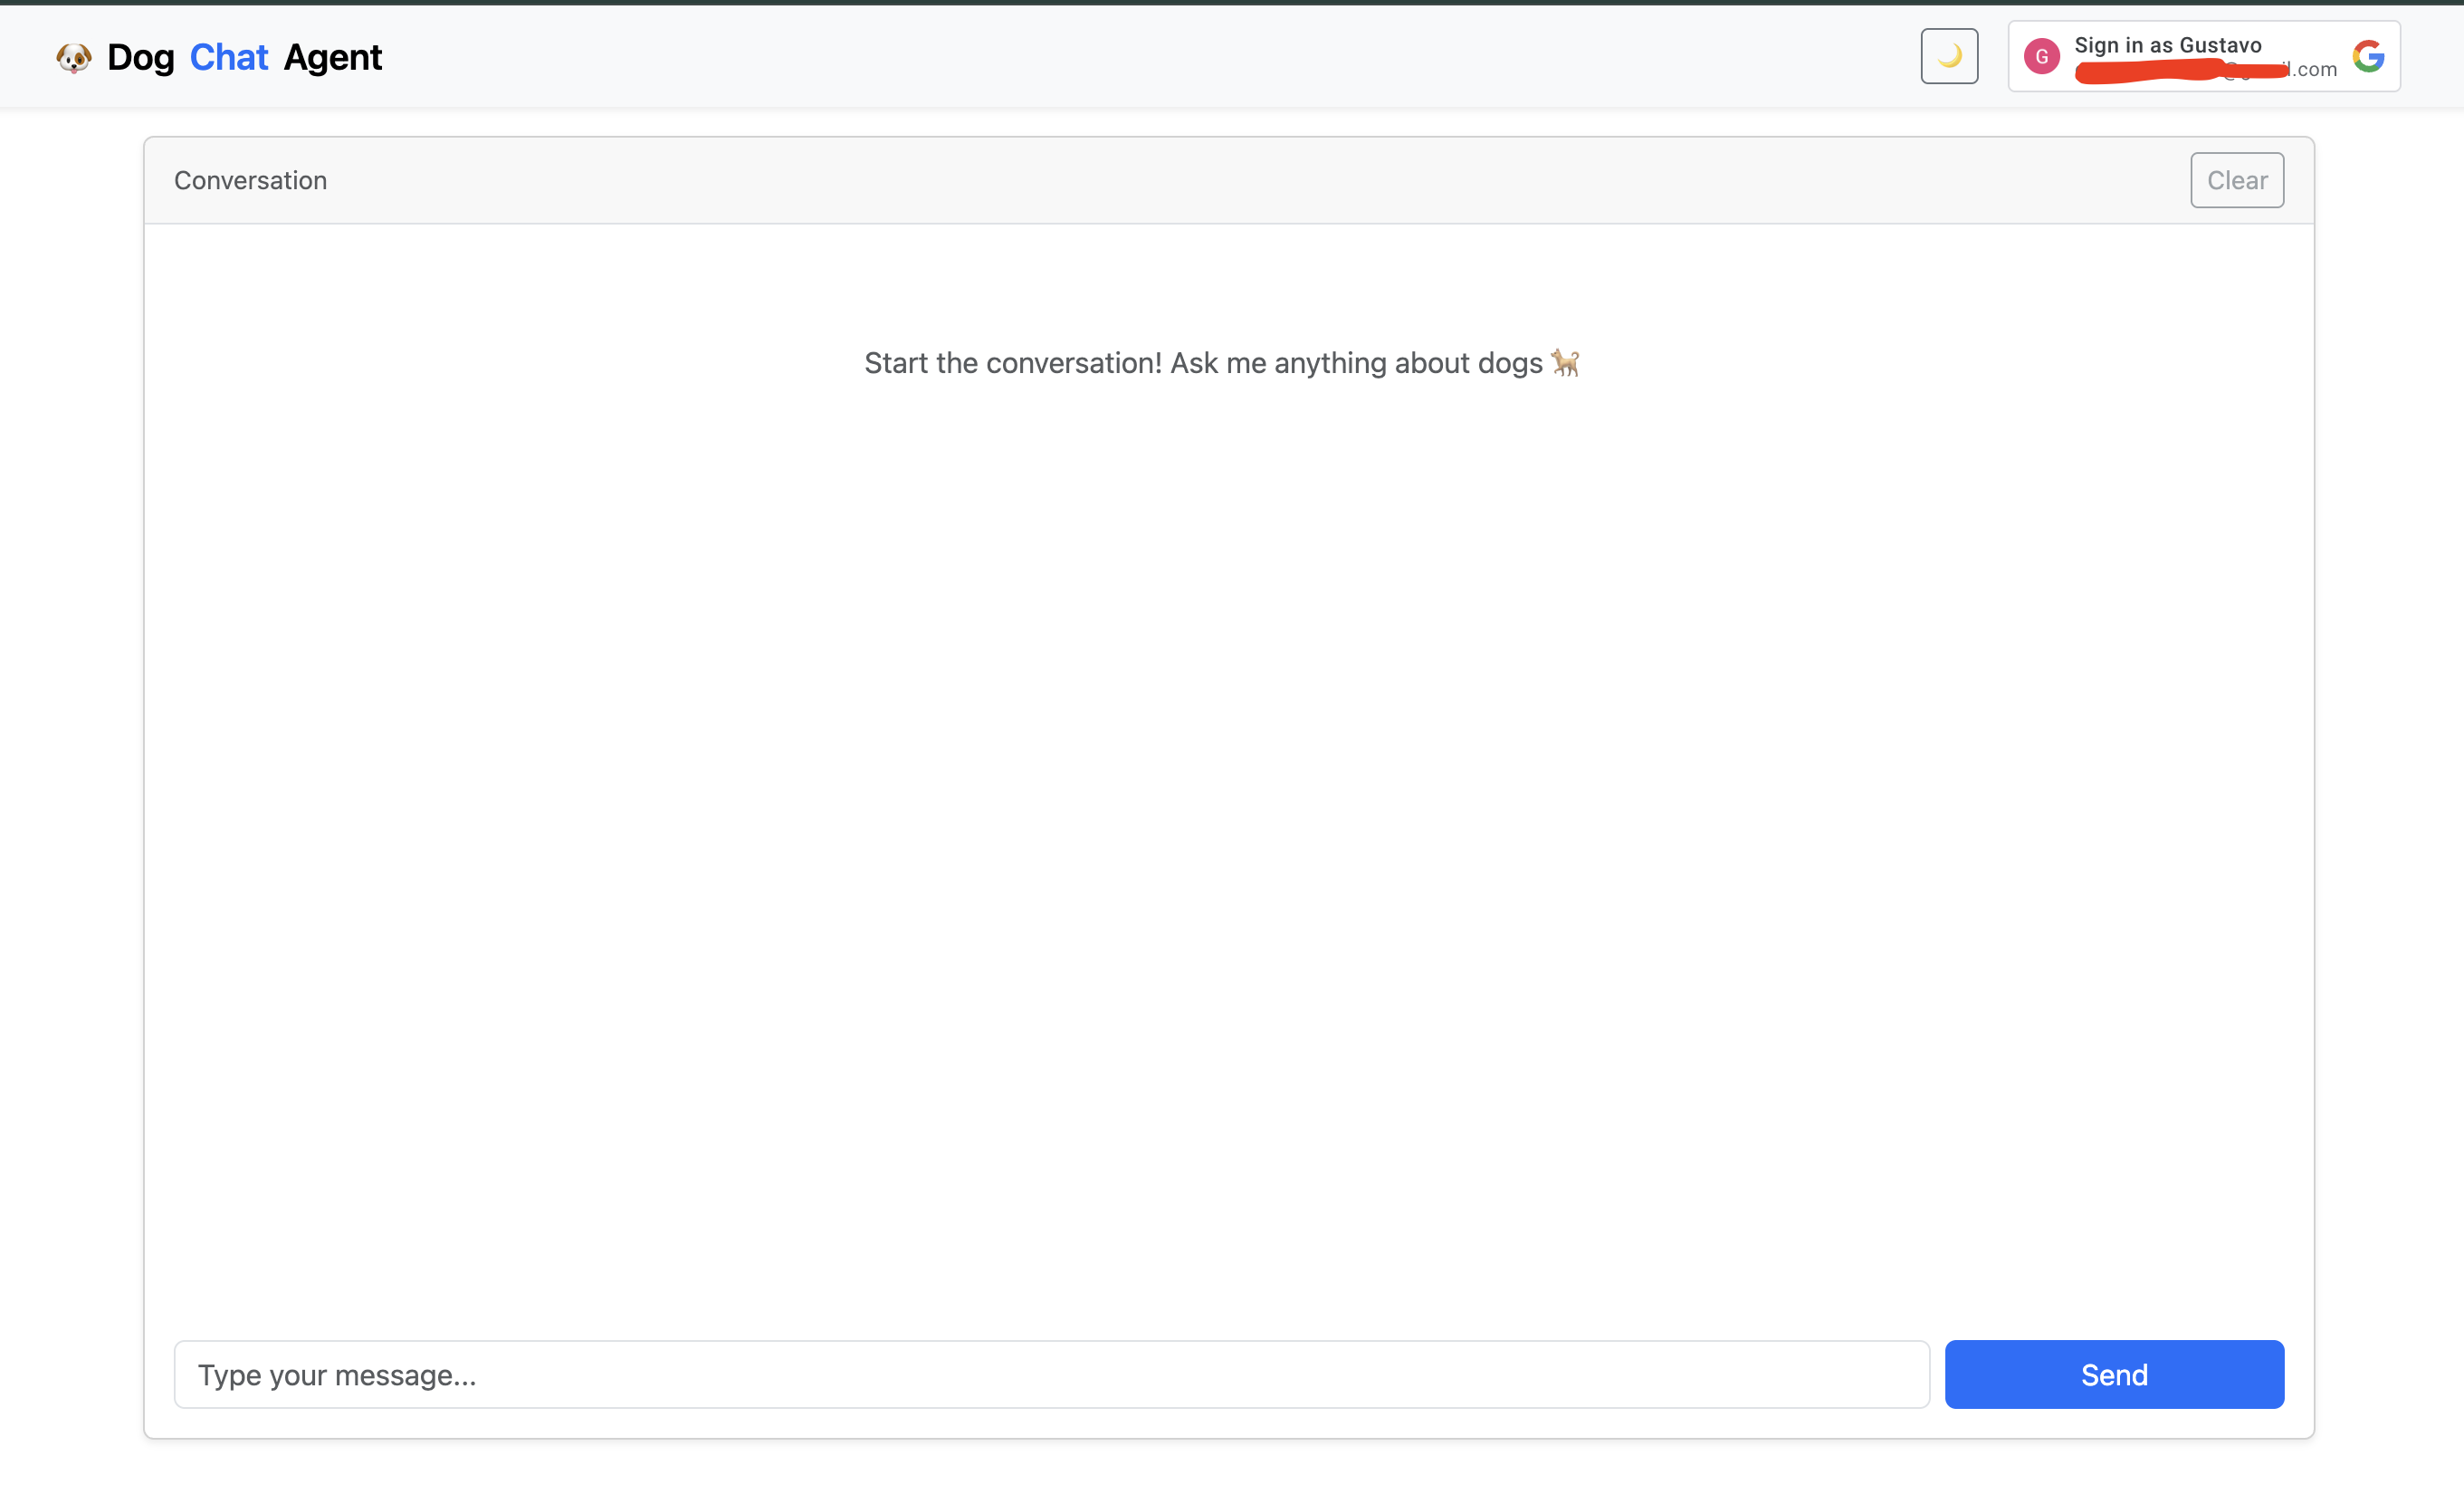 Dog Chat Agent
G
Sign in as Gustavo
.com
Conversation
Clear
Start the conversation! Ask me anything about dogs
Type your message...
Send